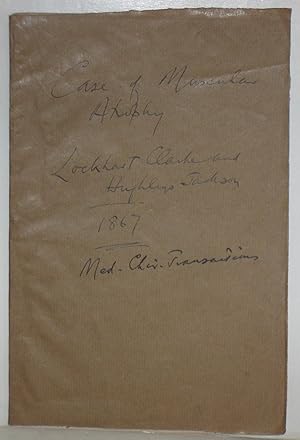 Case of Muscular
Atrophy
Lockhart Clarke and
Hughlings Jackson
1867
Med-Chir-Transactions